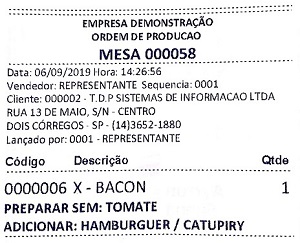 EMPRESA DEMONSTRAÇÃO
ORDEM DE PRODUCAO
MESA 000058
Data: 06/09/2019 Hora: 14:26:56
Vendedor: REPRESENTANTE Sequencia: 0001
Cliente: 000002 - T.D.P SISTEMAS DE INFORMACAO LTDA
RUA 13 DE MAIO, S/N - CENTRO
DOIS CÓRREGOS - SP - (14)3652-1880
Lançado por: 0001 - REPRESENTANTE
Código Descrição Qtde
0000006 X - BACON 1
PREPARAR SEM: TOMATE
ADICIONAR: HAMBURGUER / CATUPIRY